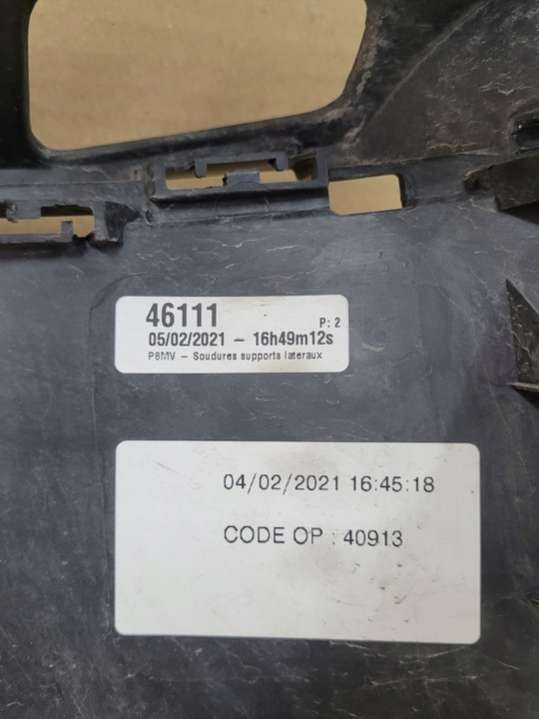 46111
P: 2
05/02/2021 - 16h49m12s
P8MV - Soudures supports lateraux
04/02/2021 16:45:18
CODE OP : 40913